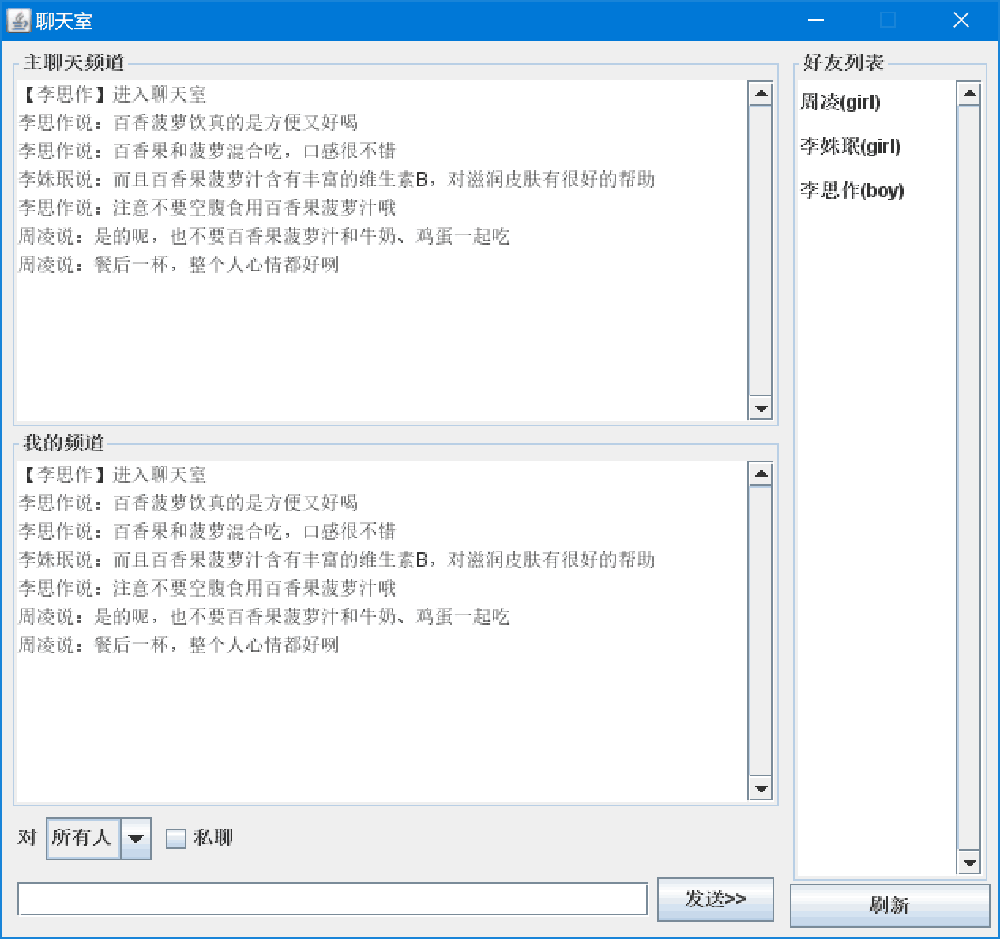 聊天室
主聊天频道
【李思作】进入聊天室
李思作说：百香菠萝饮真的是方便又好喝
李思作说：百香果和菠萝混合吃，口感很不错
李姝珉说：而且百香果菠萝汁含有丰富的维生素B，对滋润皮肤有很好的帮助
李思作说：注意不要空腹食用百香果菠萝汁哦
周凌说：是的呢，也不要百香果菠萝汁和牛奶、鸡蛋一起吃
周凌说：餐后一杯，整个人心情都好咧
我的频道
【李思作】进入聊天室
李思作说：百香菠萝饮真的是方便又好喝
李思作说：百香果和菠萝混合吃，口感很不错
李姝珉说：而且百香果菠萝汁含有丰富的维生素B，对滋润皮肤有很好的帮助
李思作说：注意不要空腹食用百香果菠萝汁哦
周凌说：是的呢，也不要百香果菠萝汁和牛奶、鸡蛋一起吃
周凌说：餐后一杯，整个人心情都好咧
对 所有人 私聊
发送>>
好友列表
周凌(girl)
李姝珉(girl)
李思作(boy)
刷新